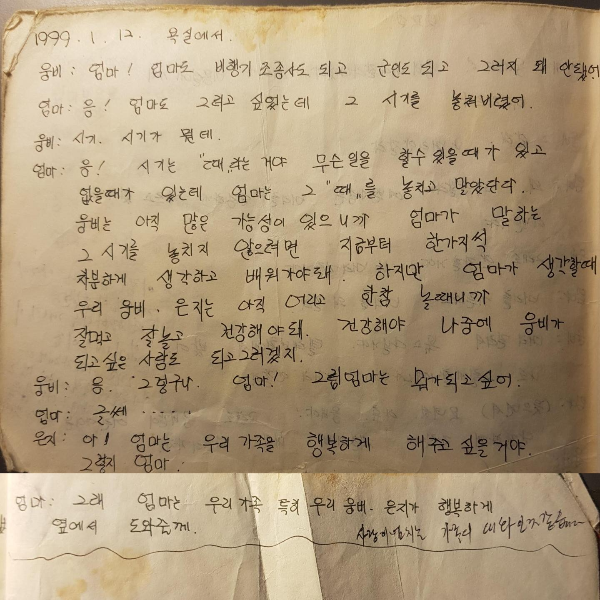 1999. 1. 12. 욕실에서.
웅비: 엄마! 엄마도 비행기 조종사도 되고 군인도 되고 그러지 왜 안됐어
엄마: 응! 엄마도 그러고 싶었는데 그 시기를 놓쳐버렸어.
웅비: 시기. 시기가 뭔데.
엄마: 응! 시기는 "때"라는 거야 무슨일을 할수 있을때가 있고
없을때가 있는데 엄마는 그 "때"를 놓치고 말았단다.
웅비는 아직 많은 가능성이 있으니까 엄마가 말하는
그 시기를 놓치지 않으려면 지금부터 한가지씩
차분하게 생각하고 배워가야돼. 하지만 엄마가 생각할때
우리 웅비. 은지는 아직 어리고 한참 놀때니까
잘먹고 잘놀고 건강해야돼. 건강해야 나중에 웅비가
되고싶은 사람도 되고그러겠지.
웅비: 응. 그렇구나. 엄마! 그럼엄마는 뭐가되고싶어.
엄마: 글쎄 ·····
은지: 아! 엄마는 우리 가족을 행복하게 해주고 싶을거야.
그렇지 엄마.
엄마: 그래 엄마는 우리가족 특히 우리 웅비. 은지가 행복하게
옆에서 도와줄께.
사랑이넘치는 가족의 대화